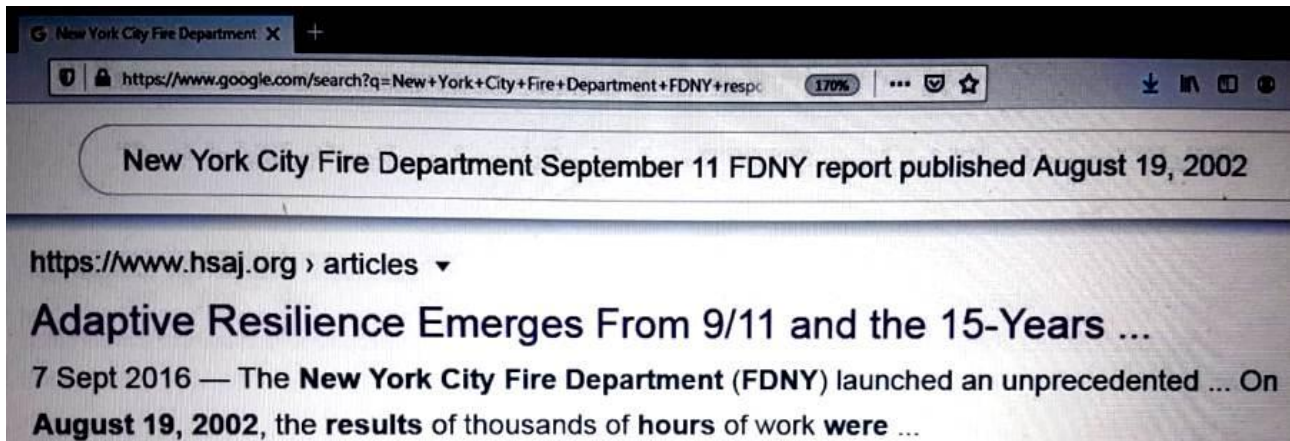 New York City Fire Department
https://www.google.com/search?q=New+York+City+Fire+Department+FDNY+respo
170%
New York City Fire Department September 11 FDNY report published August 19, 2002
https://www.hsaj.org › articles
Adaptive Resilience Emerges From 9/11 and the 15-Years ...
7 Sept 2016 — The New York City Fire Department (FDNY) launched an unprecedented ... On
August 19, 2002, the results of thousands of hours of work were ...